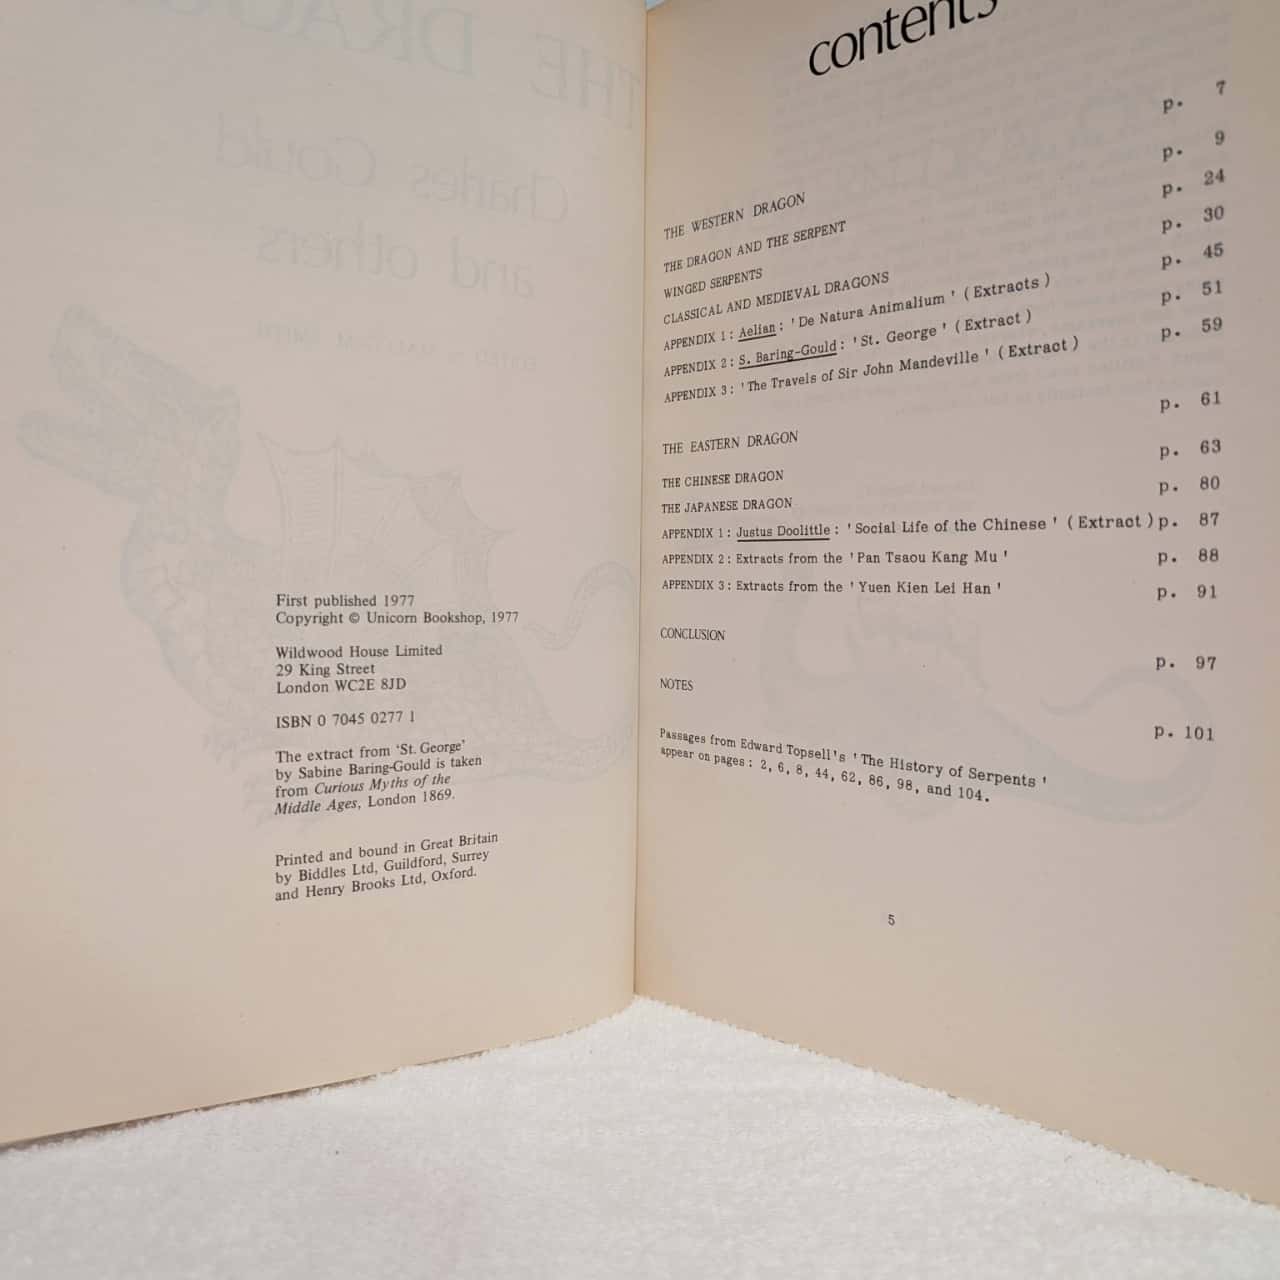 First published 1977
Copyright © Unicorn Bookshop, 1977
Wildwood House Limited
29 King Street
London WC2E 8JD
ISBN 0 7045 0277 1
The extract from ‘St. George’
by Sabine Baring-Gould is taken
from Curious Myths of the
Middle Ages, London 1869.
Printed and bound in Great Britain
by Biddles Ltd, Guildford, Surrey
and Henry Brooks Ltd, Oxford.
contents
THE WESTERN DRAGON p. 7
THE DRAGON AND THE SERPENT p. 9
WINGED SERPENTS p. 24
CLASSICAL AND MEDIEVAL DRAGONS p. 30
APPENDIX 1: Aelian: 'De Natura Animalium' (Extracts) p. 45
APPENDIX 2: S. Baring-Gould: 'St. George' (Extract) p. 51
APPENDIX 3: 'The Travels of Sir John Mandeville' (Extract) p. 59
THE EASTERN DRAGON p. 61
THE CHINESE DRAGON p. 63
THE JAPANESE DRAGON p. 80
APPENDIX 1: Justus Doolittle: 'Social Life of the Chinese' (Extract) p. 87
APPENDIX 2: Extracts from the 'Pan Tsaou Kang Mu' p. 88
APPENDIX 3: Extracts from the 'Yuen Kien Lei Han' p. 91
CONCLUSION p. 97
NOTES p. 101
Passages from Edward Topsell's 'The History of Serpents'
appear on pages: 2, 6, 8, 44, 62, 86, 98, and 104.
5